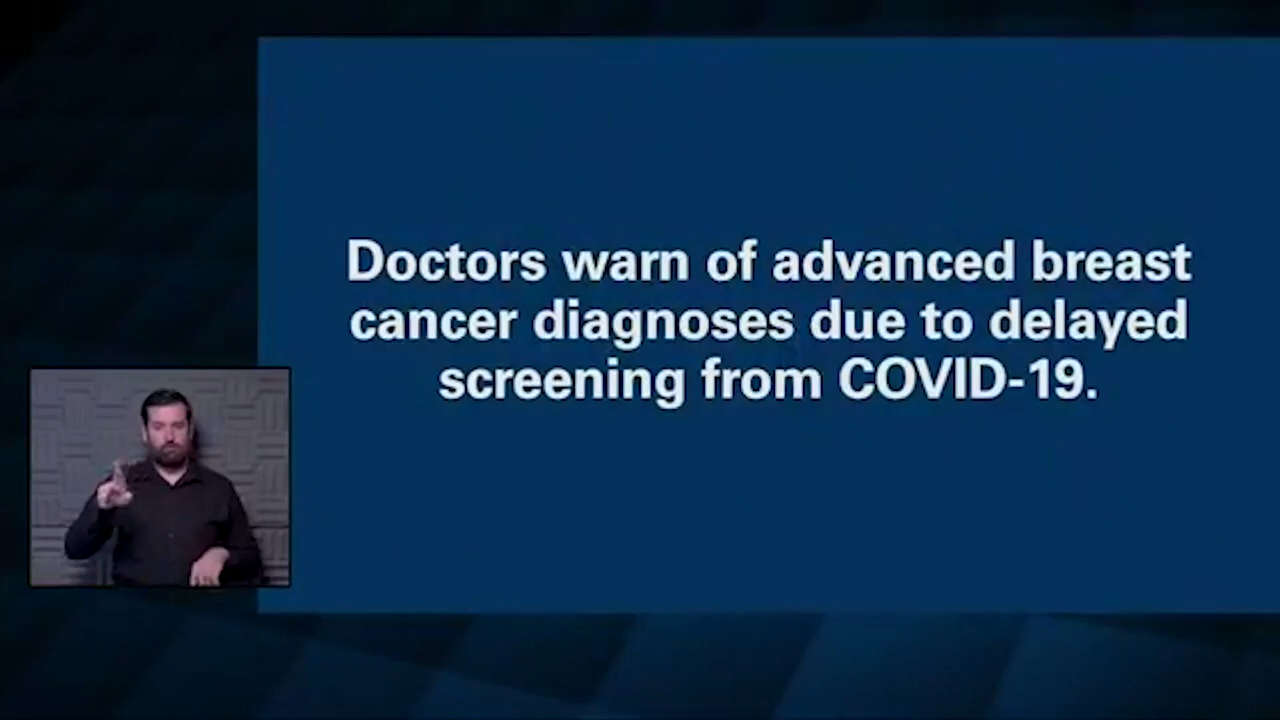 Doctors warn of advanced breast
cancer diagnoses due to delayed
screening from COVID-19.